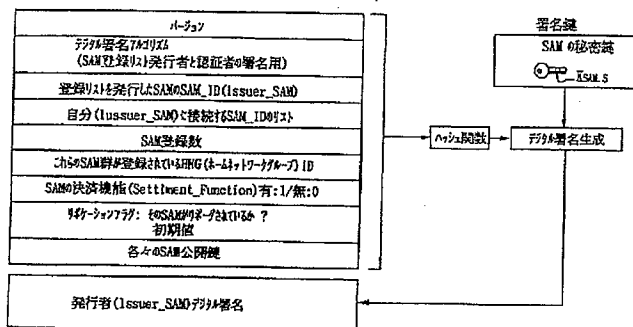 バージョン
デジタル署名アルゴリズム
(SAM登録リスト発行者と認証者の署名用)
登録リストを発行したSAMのSAM_ID(Issuer_SAM)
自分(Iussuer_SAM)に接続するSAM_IDのリスト
SAM登録数
これらのSAM群が登録されているHNG(ホームネットワークグループ)ID
SAMの決済機能(Settiment_Function)有:1/無:0
リボケーションフラグ: そのSAMがリボークされているか?
初期値
各々のSAM公開鍵
発行者(Issuer_SAM)デジタル署名
ハッシュ関数
署名鍵
SAMの秘密鍵
KSAM,S
デジタル署名生成